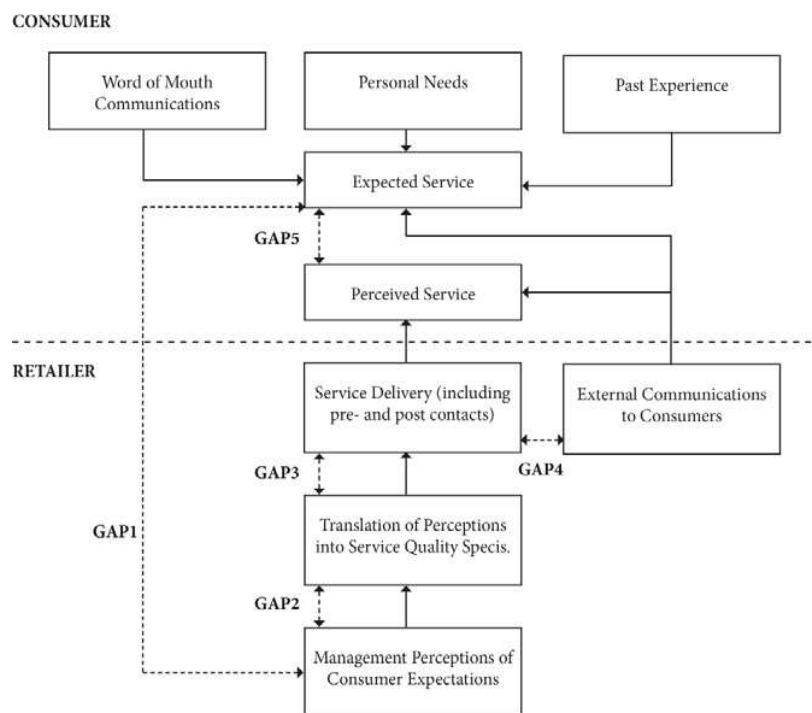 CONSUMER
Word of Mouth
Communications
Personal Needs
Past Experience
Expected Service
GAP5
Perceived Service
RETAILER
Service Delivery (including
pre- and post contacts)
External Communications
to Consumers
GAP4
GAP3
GAP1
Translation of Perceptions
into Service Quality Specis.
GAP2
Management Perceptions of
Consumer Expectations